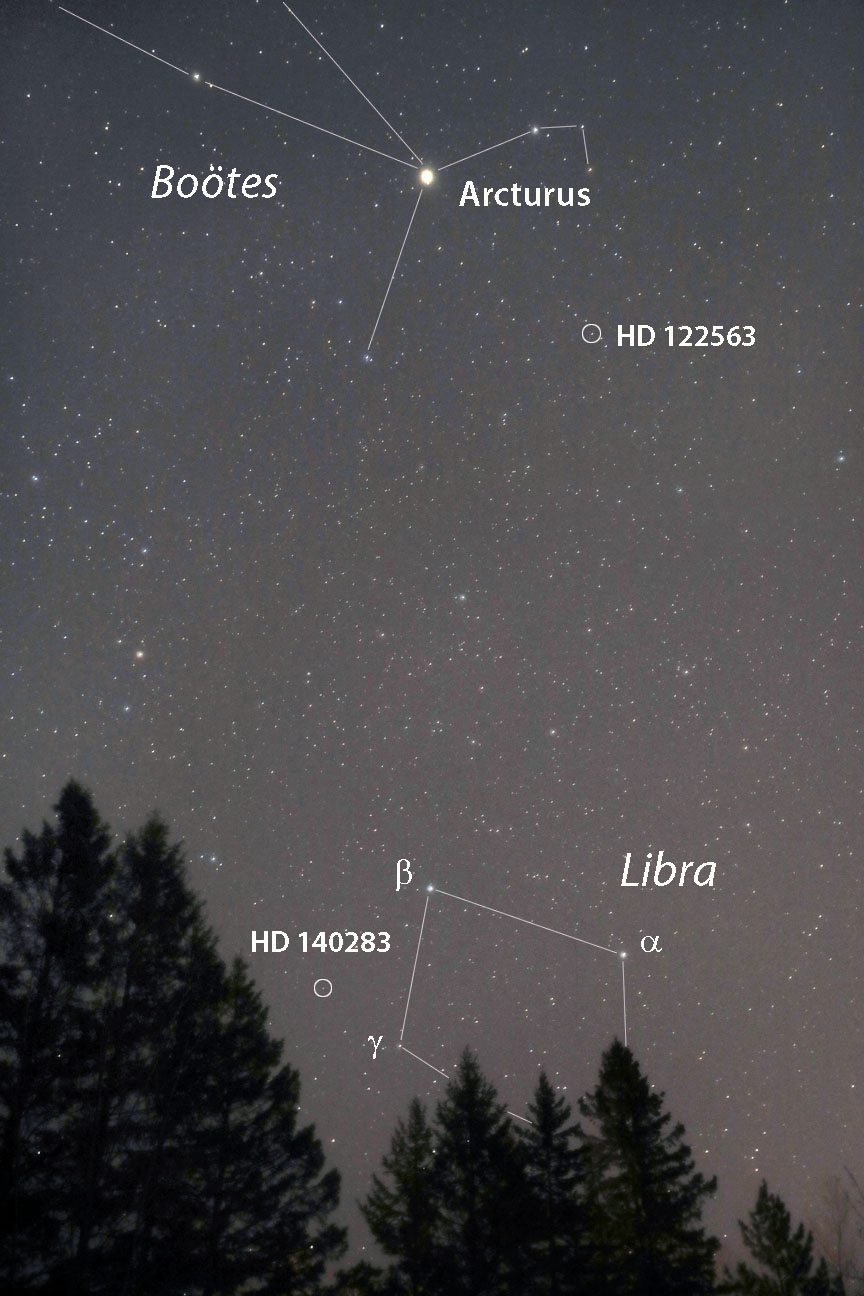 Boötes
Arcturus
HD 122563
β
Libra
HD 140283
α
γ